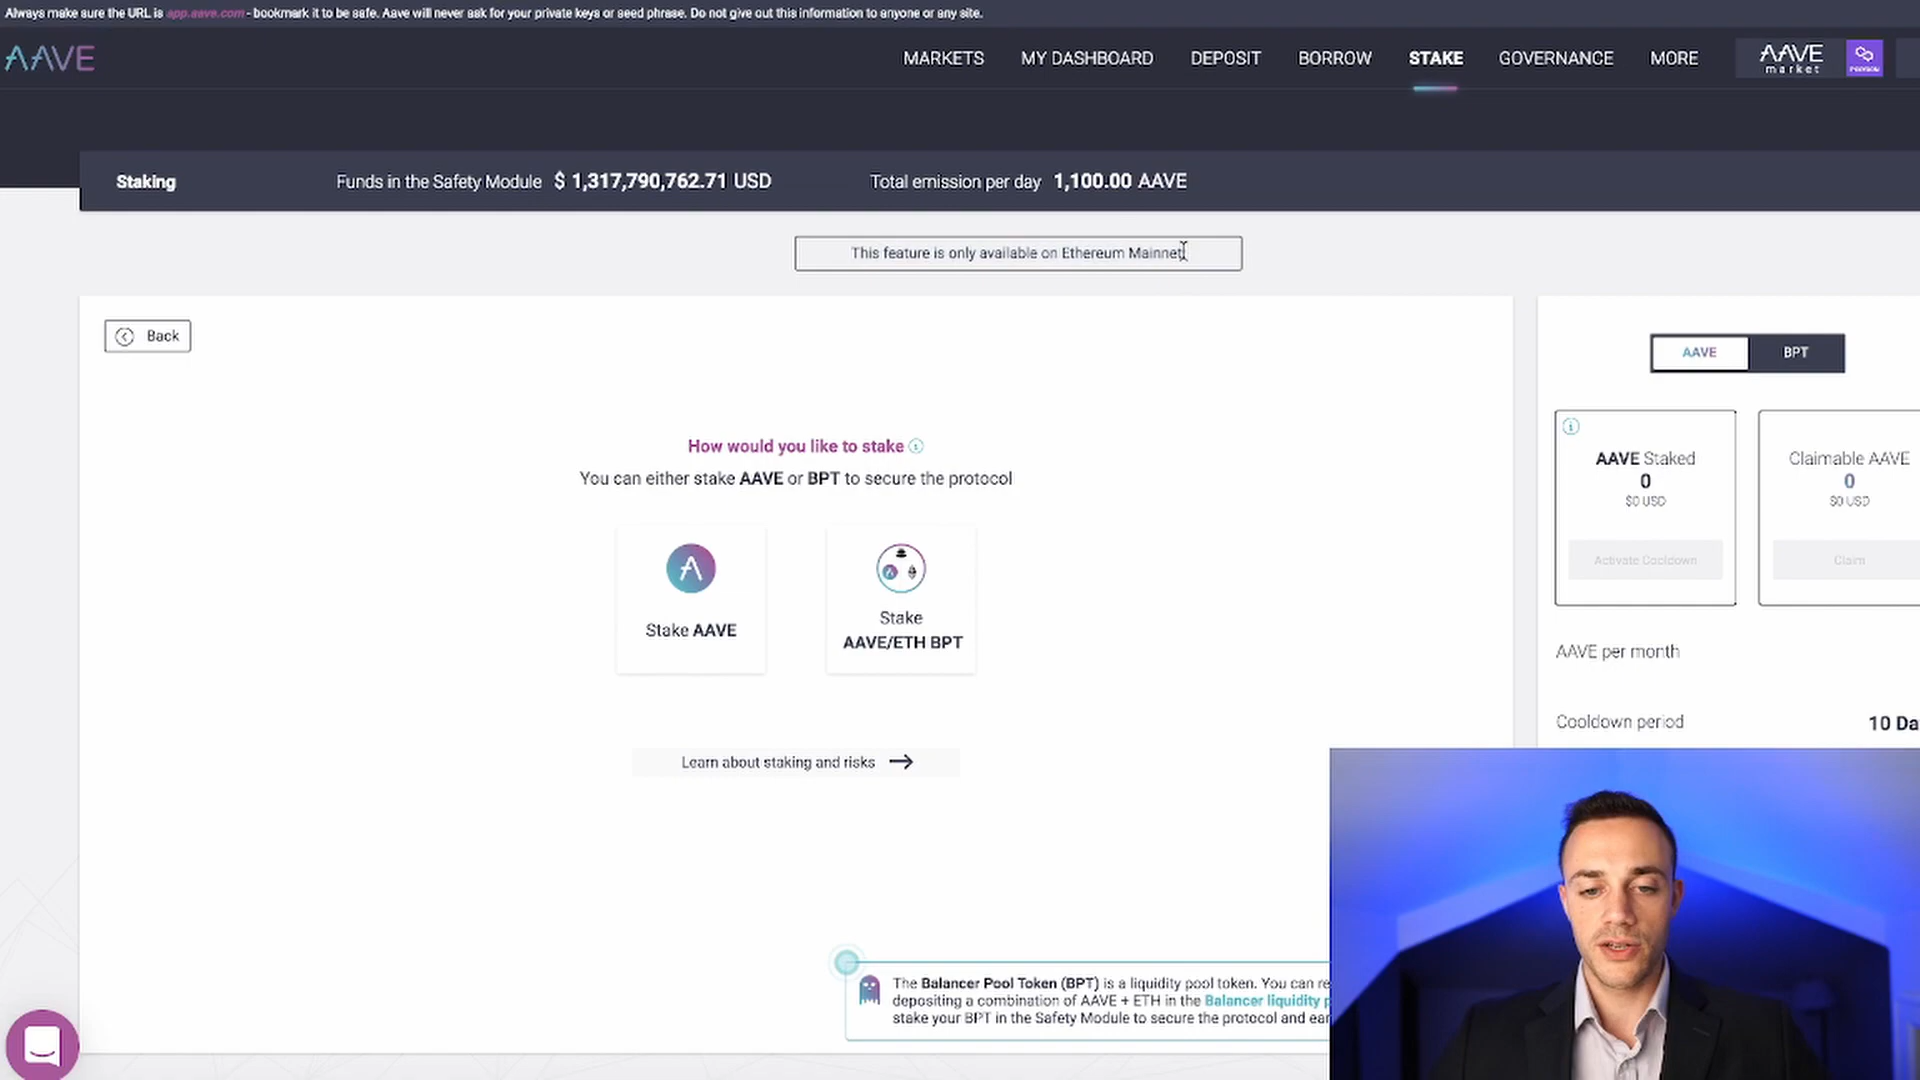 Always make sure the URL is app.aave.com - bookmark it to be safe. Aave will never ask for your private keys or seed phrase. Do not give out this information to anyone or any site.
AAVE
MARKETS
MY DASHBOARD
DEPOSIT
BORROW
STAKE
GOVERNANCE
MORE
AAVE
market
POLYGON
Staking
Funds in the Safety Module $ 1,317,790,762.71 USD
Total emission per day 1,100.00 AAVE
This feature is only available on Ethereum Mainnet
Back
How would you like to stake
You can either stake AAVE or BPT to secure the protocol
Stake AAVE
Stake
AAVE/ETH BPT
Learn about staking and risks
AAVE
BPT
AAVE Staked
0
$0 USD
Activate Cooldown
Claimable AAVE
0
$0 USD
Claim
AAVE per month
Cooldown period
10 Da
The Balancer Pool Token (BPT) is a liquidity pool token. You can re
depositing a combination of AAVE + ETH in the Balancer liquidity p
stake your BPT in the Safety Module to secure the protocol and ear